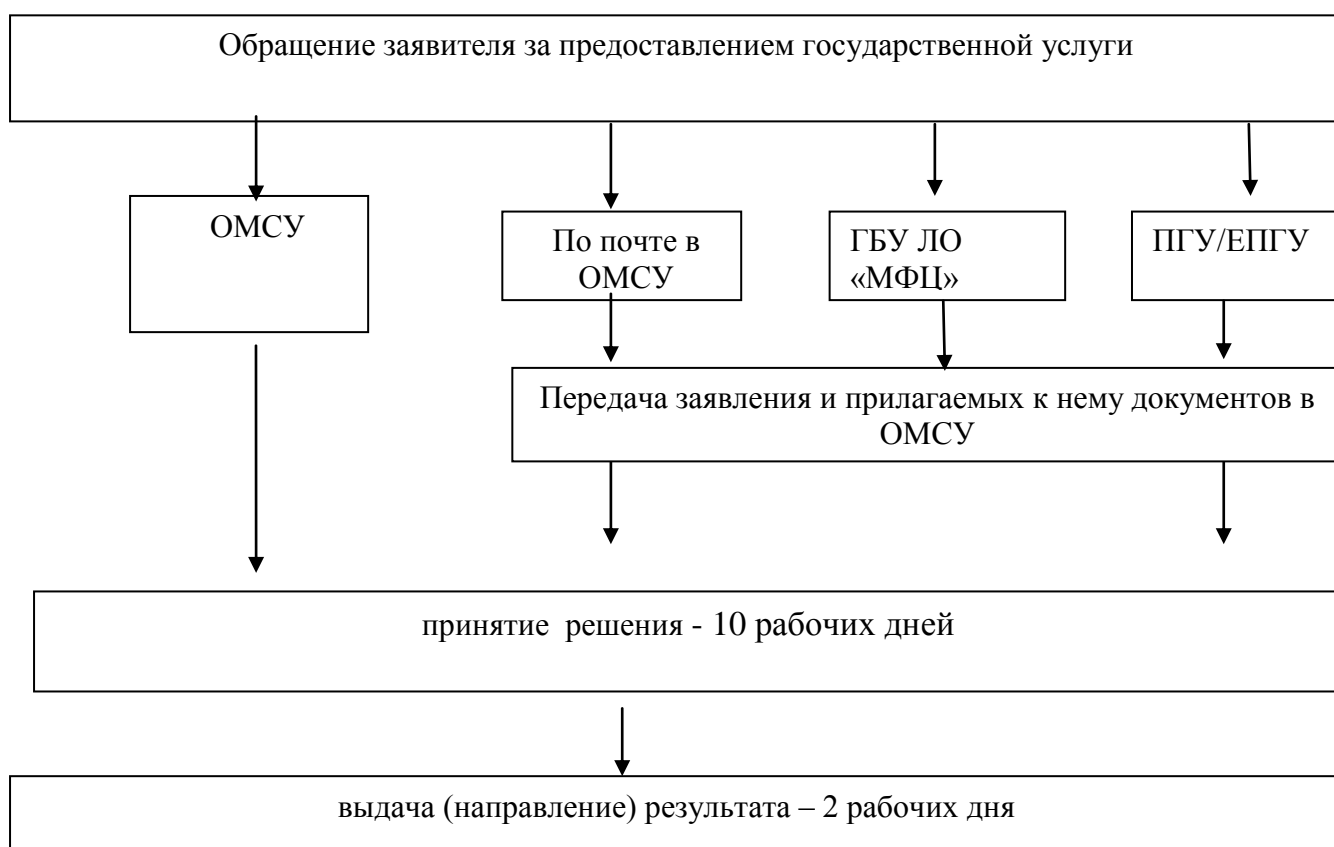 Обращение заявителя за предоставлением государственной услуги
ОМСУ
По почте в
ОМСУ
ГБУ ЛО
«МФЦ»
ПГУ/ЕПГУ
Передача заявления и прилагаемых к нему документов в
ОМСУ
принятие решения - 10 рабочих дней
выдача (направление) результата – 2 рабочих дня